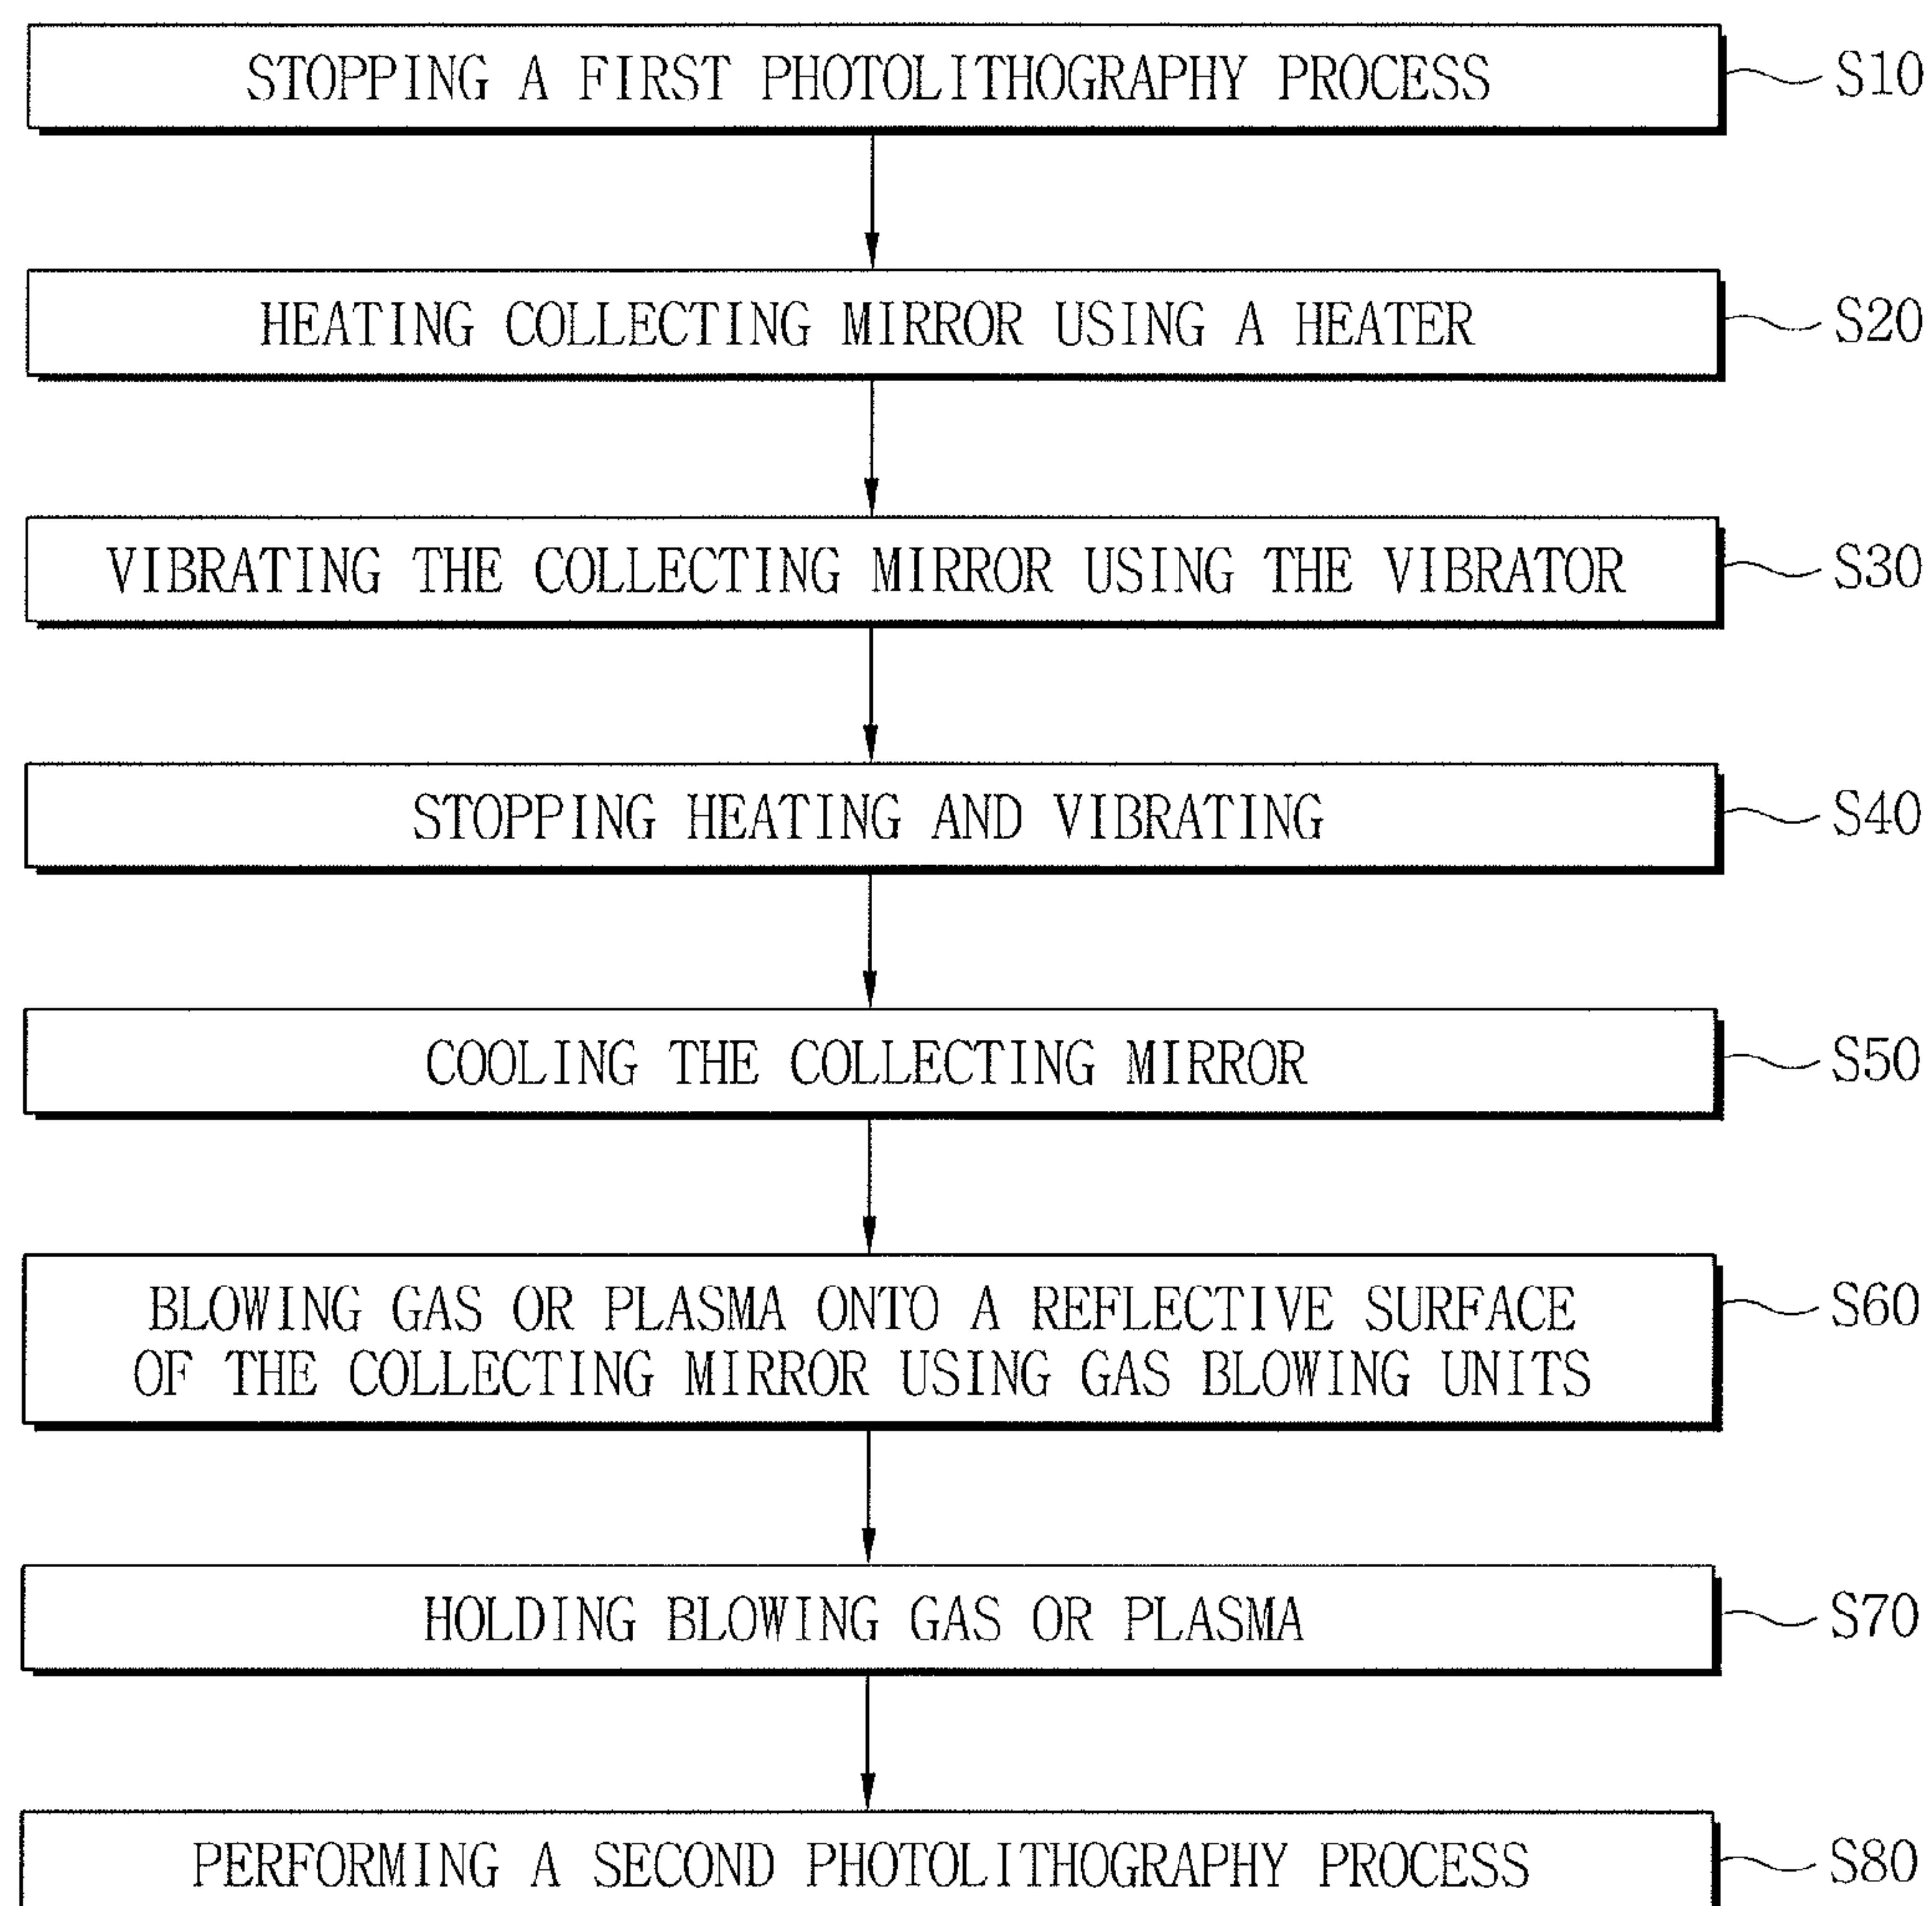 STOPPING A FIRST PHOTOLITHOGRAPHY PROCESS S10
HEATING COLLECTING MIRROR USING A HEATER S20
VIBRATING THE COLLECTING MIRROR USING THE VIBRATOR S30
STOPPING HEATING AND VIBRATING S40
COOLING THE COLLECTING MIRROR S50
BLOWING GAS OR PLASMA ONTO A REFLECTIVE SURFACE S60
OF THE COLLECTING MIRROR USING GAS BLOWING UNITS
HOLDING BLOWING GAS OR PLASMA S70
PERFORMING A SECOND PHOTOLITHOGRAPHY PROCESS S80